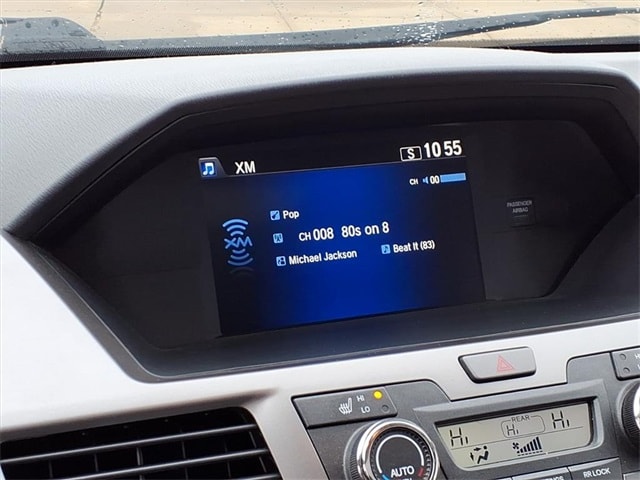 XM
S 10 55
CH 00
Pop
XM
CH 008 80s on 8
Michael Jackson Beat It (83)
PASSENGER AIRBAG
HI
LO
REAR
Hi Hi Hi
AUTO
RR LOCK